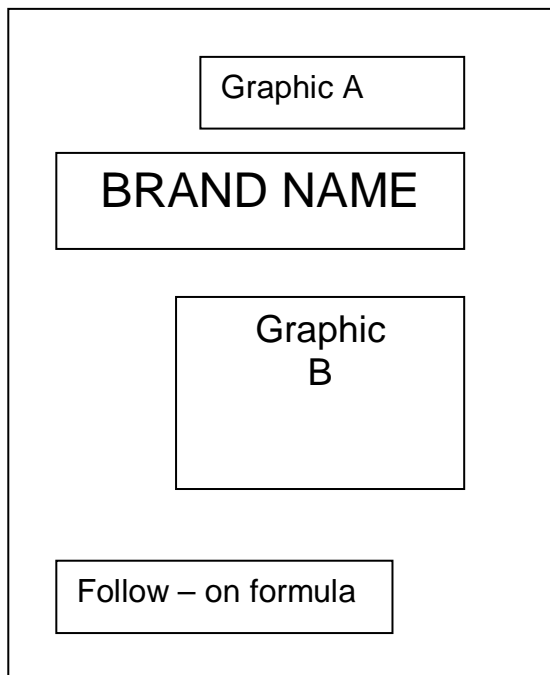 Graphic A
BRAND NAME
Graphic
B
Follow – on formula